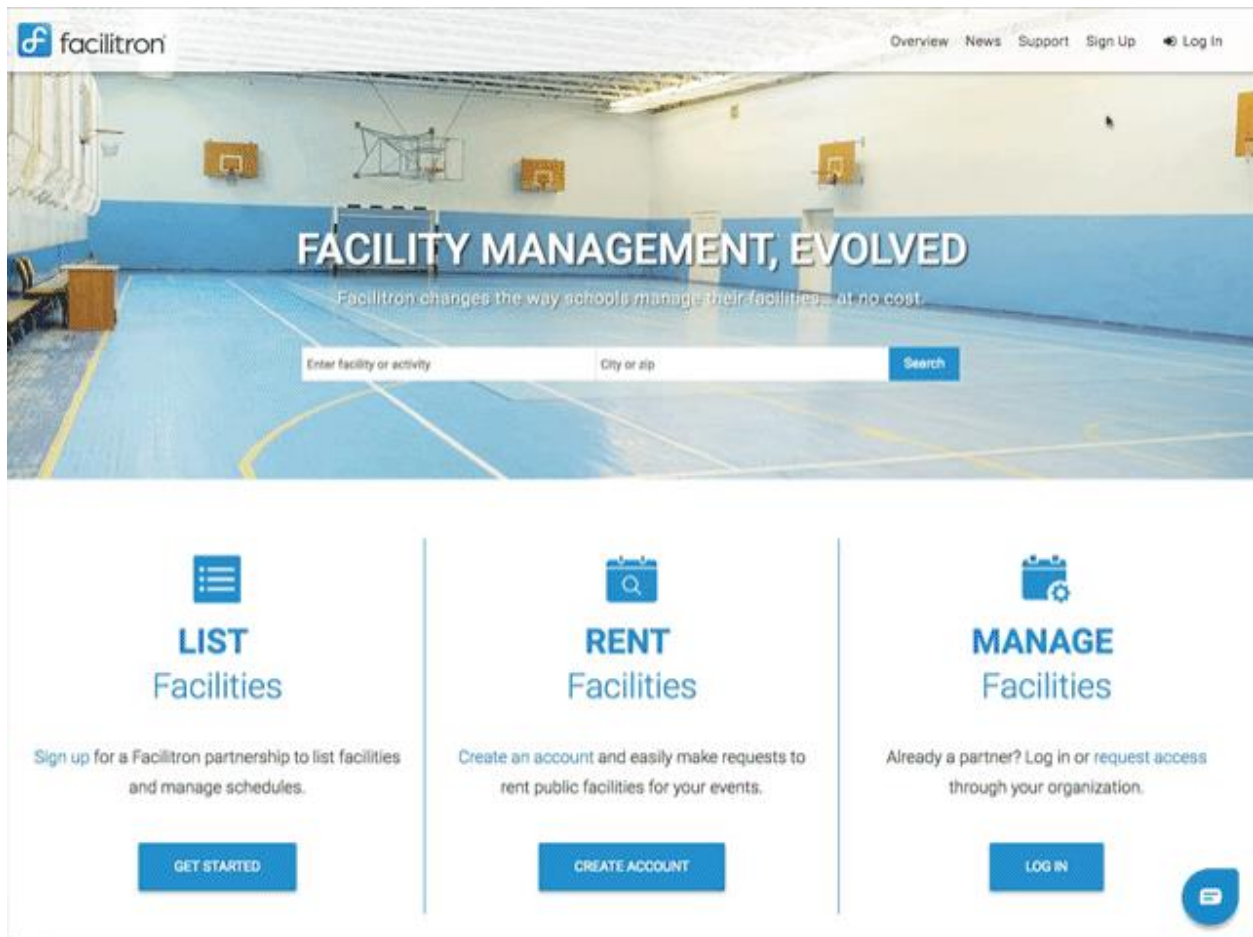 facilitron
Overview News Support Sign Up Log In
FACILITY MANAGEMENT, EVOLVED
Facilitron changes the way schools manage their facilities... at no cost.
Enter facility or activity City or zip Search
LIST
Facilities
Sign up for a Facilitron partnership to list facilities
and manage schedules.
GET STARTED
RENT
Facilities
Create an account and easily make requests to
rent public facilities for your events.
CREATE ACCOUNT
MANAGE
Facilities
Already a partner? Log in or request access
through your organization.
LOG IN